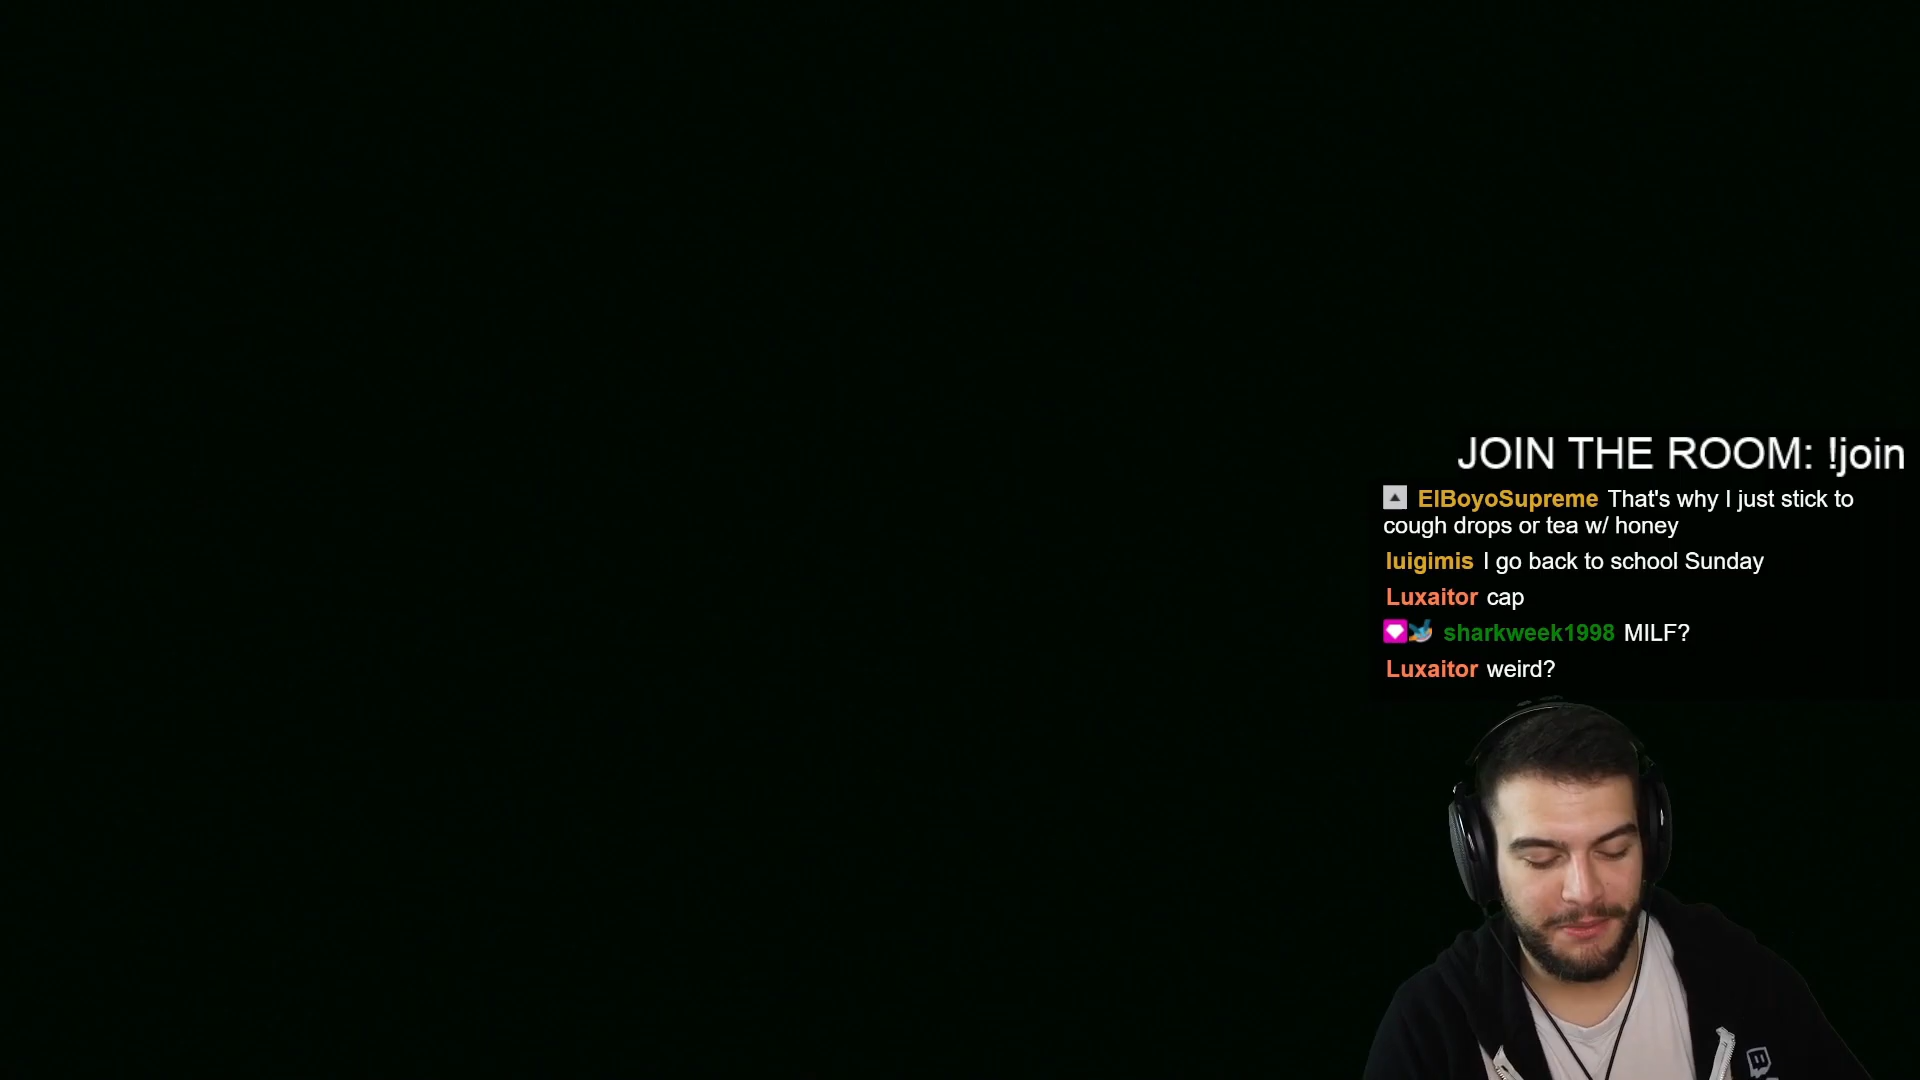 JOIN THE ROOM: !join
ElBoyoSupreme That's why I just stick to
cough drops or tea w/ honey
luigimis I go back to school Sunday
Luxaitor cap
sharkweek1998 MILF?
Luxaitor weird?